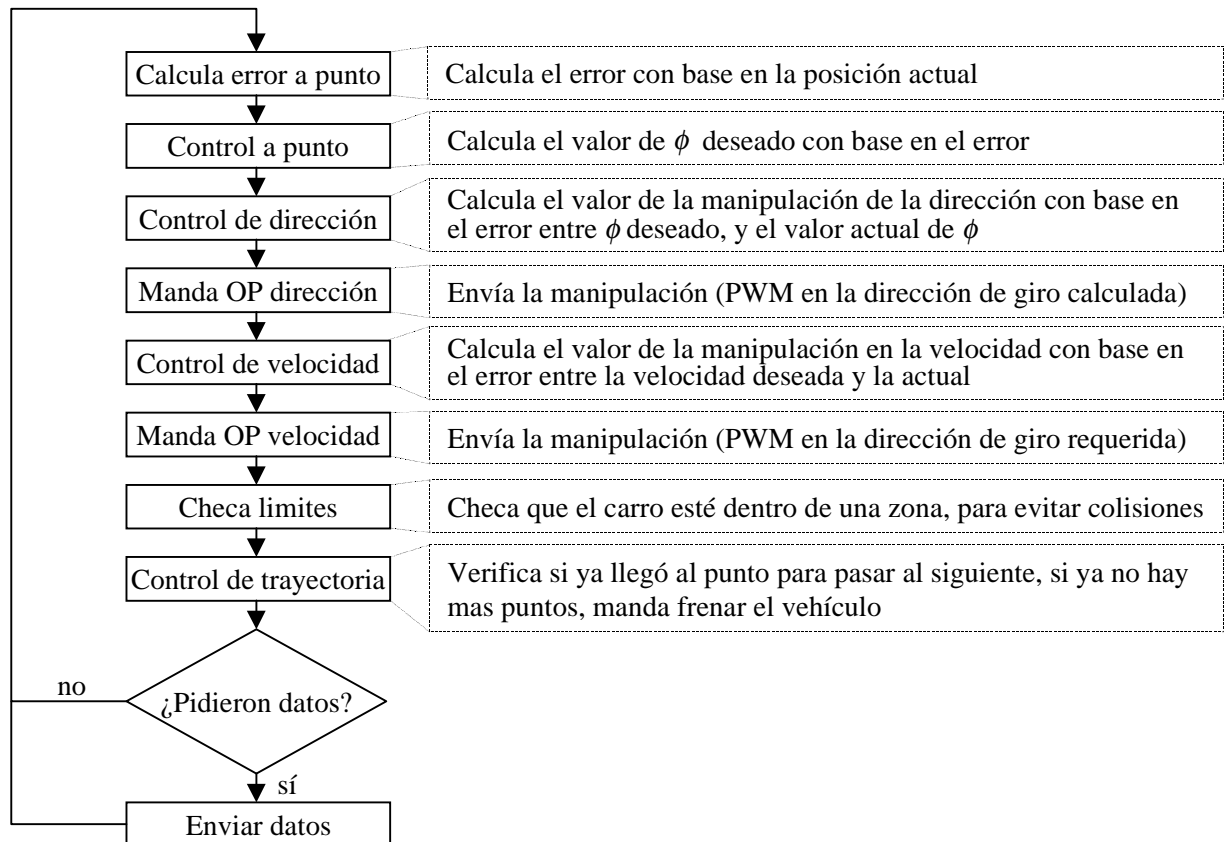 Calcula error a punto
Calcula el error con base en la posición actual
Control a punto
Calcula el valor de ϕ deseado con base en el error
Control de dirección
Calcula el valor de la manipulación de la dirección con base en
el error entre ϕ deseado, y el valor actual de ϕ
Manda OP dirección
Envía la manipulación (PWM en la dirección de giro calculada)
Control de velocidad
Calcula el valor de la manipulación en la velocidad con base en
el error entre la velocidad deseada y la actual
Manda OP velocidad
Envía la manipulación (PWM en la dirección de giro requerida)
Checa limites
Checa que el carro esté dentro de una zona, para evitar colisiones
Control de trayectoria
Verifica si ya llegó al punto para pasar al siguiente, si ya no hay
mas puntos, manda frenar el vehículo
no
¿Pidieron datos?
sí
Enviar datos